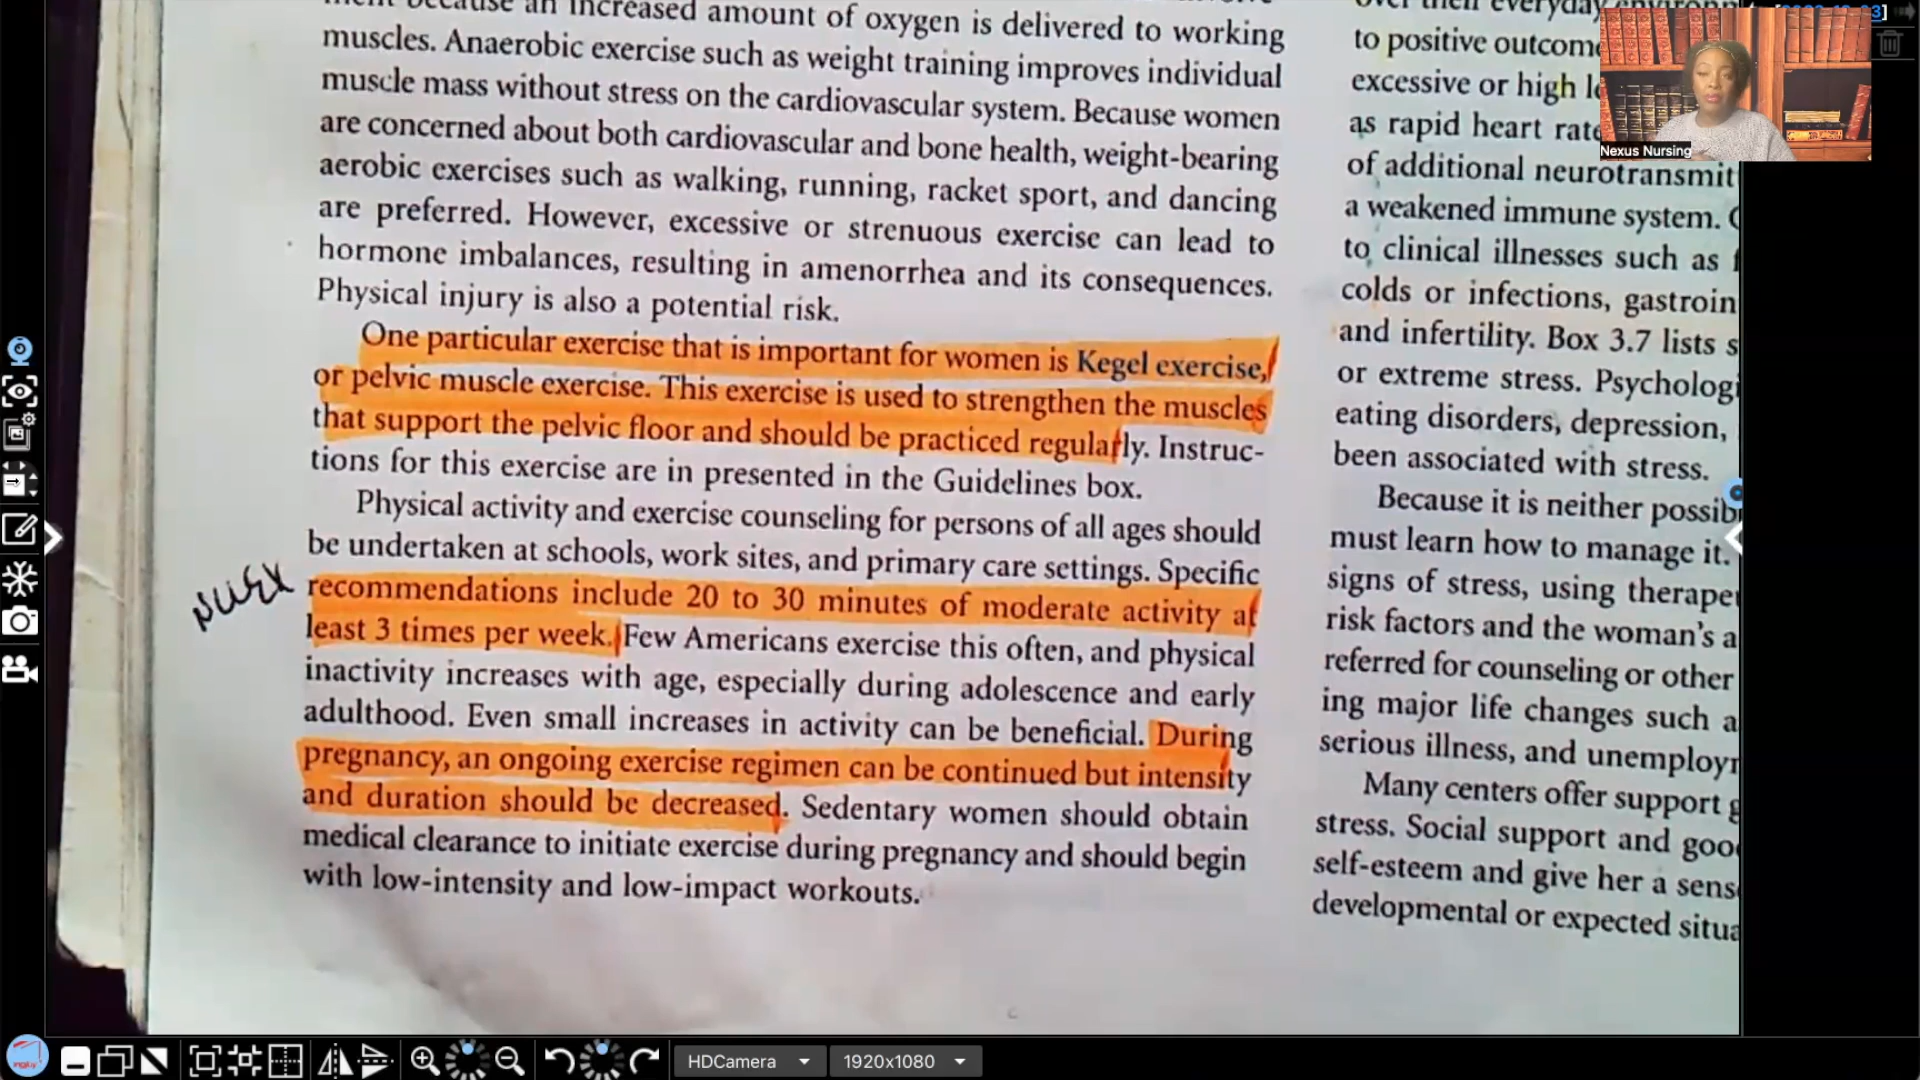 an increased amount of oxygen is delivered to working
muscles. Anaerobic exercise such as weight training improves individual
muscle mass without stress on the cardiovascular system. Because women
are concerned about both cardiovascular and bone health, weight-bearing
aerobic exercises such as walking, running, racket sport, and dancing
are preferred. However, excessive or strenuous exercise can lead to
hormone imbalances, resulting in amenorrhea and its consequences.
Physical injury is also a potential risk.
One particular exercise that is important for women is Kegel exercise,
or pelvic muscle exercise. This exercise is used to strengthen the muscles
that support the pelvic floor and should be practiced regularly. Instruc-
tions for this exercise are in presented in the Guidelines box.
Physical activity and exercise counseling for persons of all ages should
be undertaken at schools, work sites, and primary care settings. Specific
recommendations include 20 to 30 minutes of moderate activity at
least 3 times per week. Few Americans exercise this often, and physical
inactivity increases with age, especially during adolescence and early
adulthood. Even small increases in activity can be beneficial. During
pregnancy, an ongoing exercise regimen can be continued but intensity
and duration should be decreased. Sedentary women should obtain
medical clearance to initiate exercise during pregnancy and should begin
with low-intensity and low-impact workouts.
to positive
excessive or high
as rapid heart
of additional
a weakened immune system.
to clinical illnesses such as
colds or infections,
and infertility. Box 3.7 lists
or extreme stress.
eating disorders, depression,
been associated with stress.
Because it is neither
must learn how to manage it.
signs of stress, using
risk factors and the woman's a
referred for counseling or other
ing major life changes such a
serious illness, and
Many centers offer support g
stress. Social support and
self-esteem and give her a
developmental or expected
Nexus Nursing
HDCamera
1920x1080